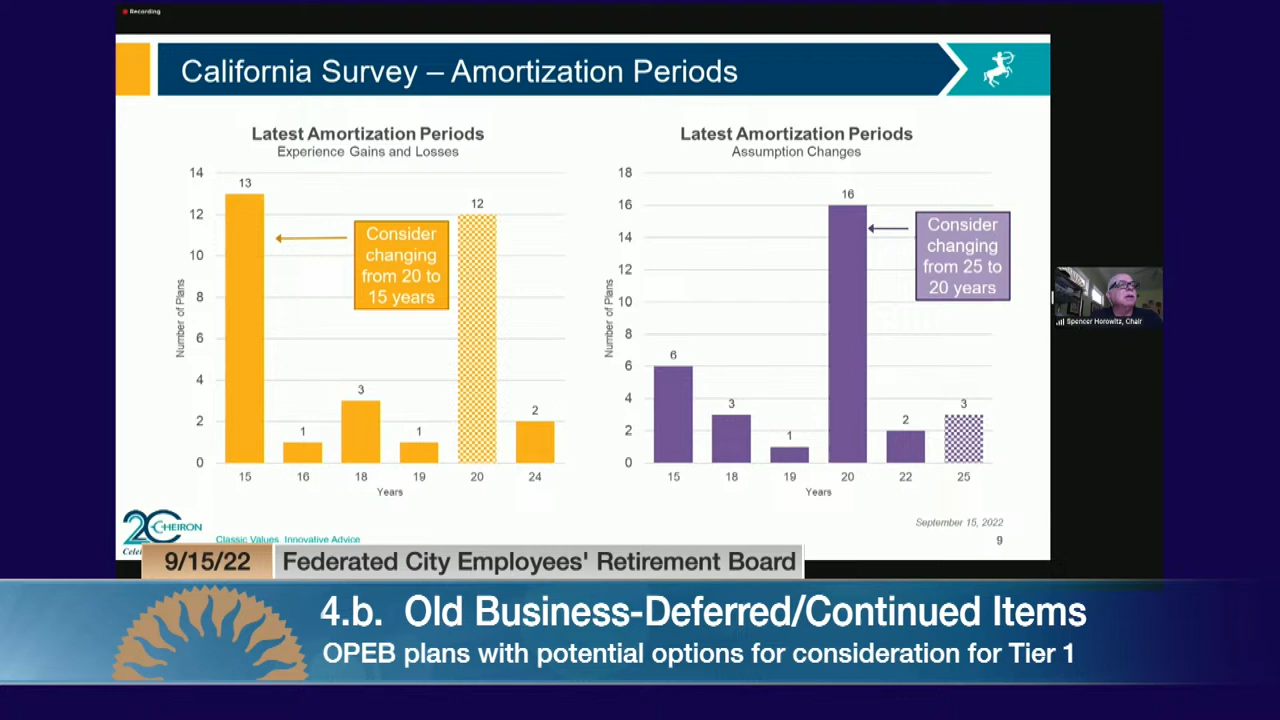 Recording
California Survey – Amortization Periods
Latest Amortization Periods
Experience Gains and Losses
14
12
10
8
6
4
2
0
Number of Plans
13
1
3
1
12
2
Consider
changing
from 20 to
15 years
15 16 18 19 20 24
Years
Latest Amortization Periods
Assumption Changes
18
16
14
12
10
8
6
4
2
0
Number of Plans
6
3
1
16
2
3
Consider
changing
from 25 to
20 years
15 18 19 20 22 25
Years
Spencer Horowitz, Chair
September 15, 2022
9
CHEIRON
Classic Values, Innovative Advice
9/15/22
Federated City Employees' Retirement Board
4.b. Old Business-Deferred/Continued Items
OPEB plans with potential options for consideration for Tier 1